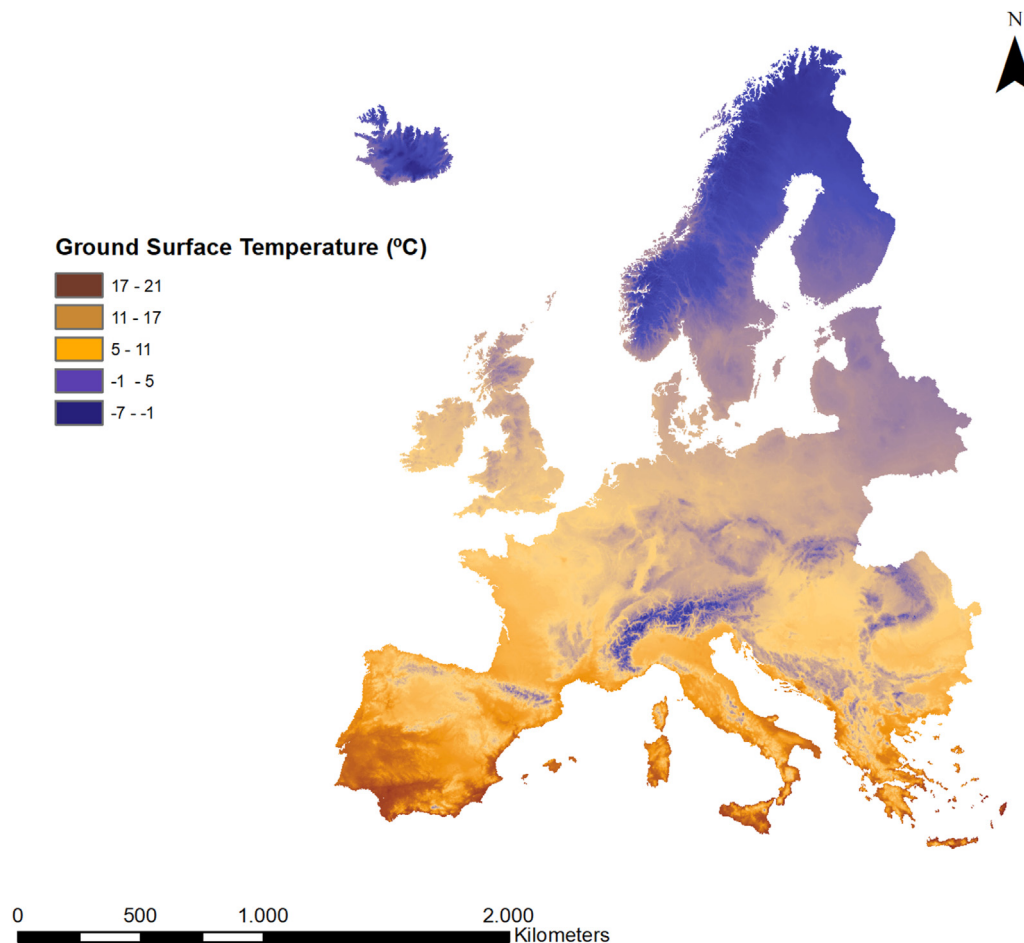 N
Ground Surface Temperature (ºC)
17 - 21
11 - 17
5 - 11
-1 - 5
-7 - -1
0 500 1.000 2.000
Kilometers